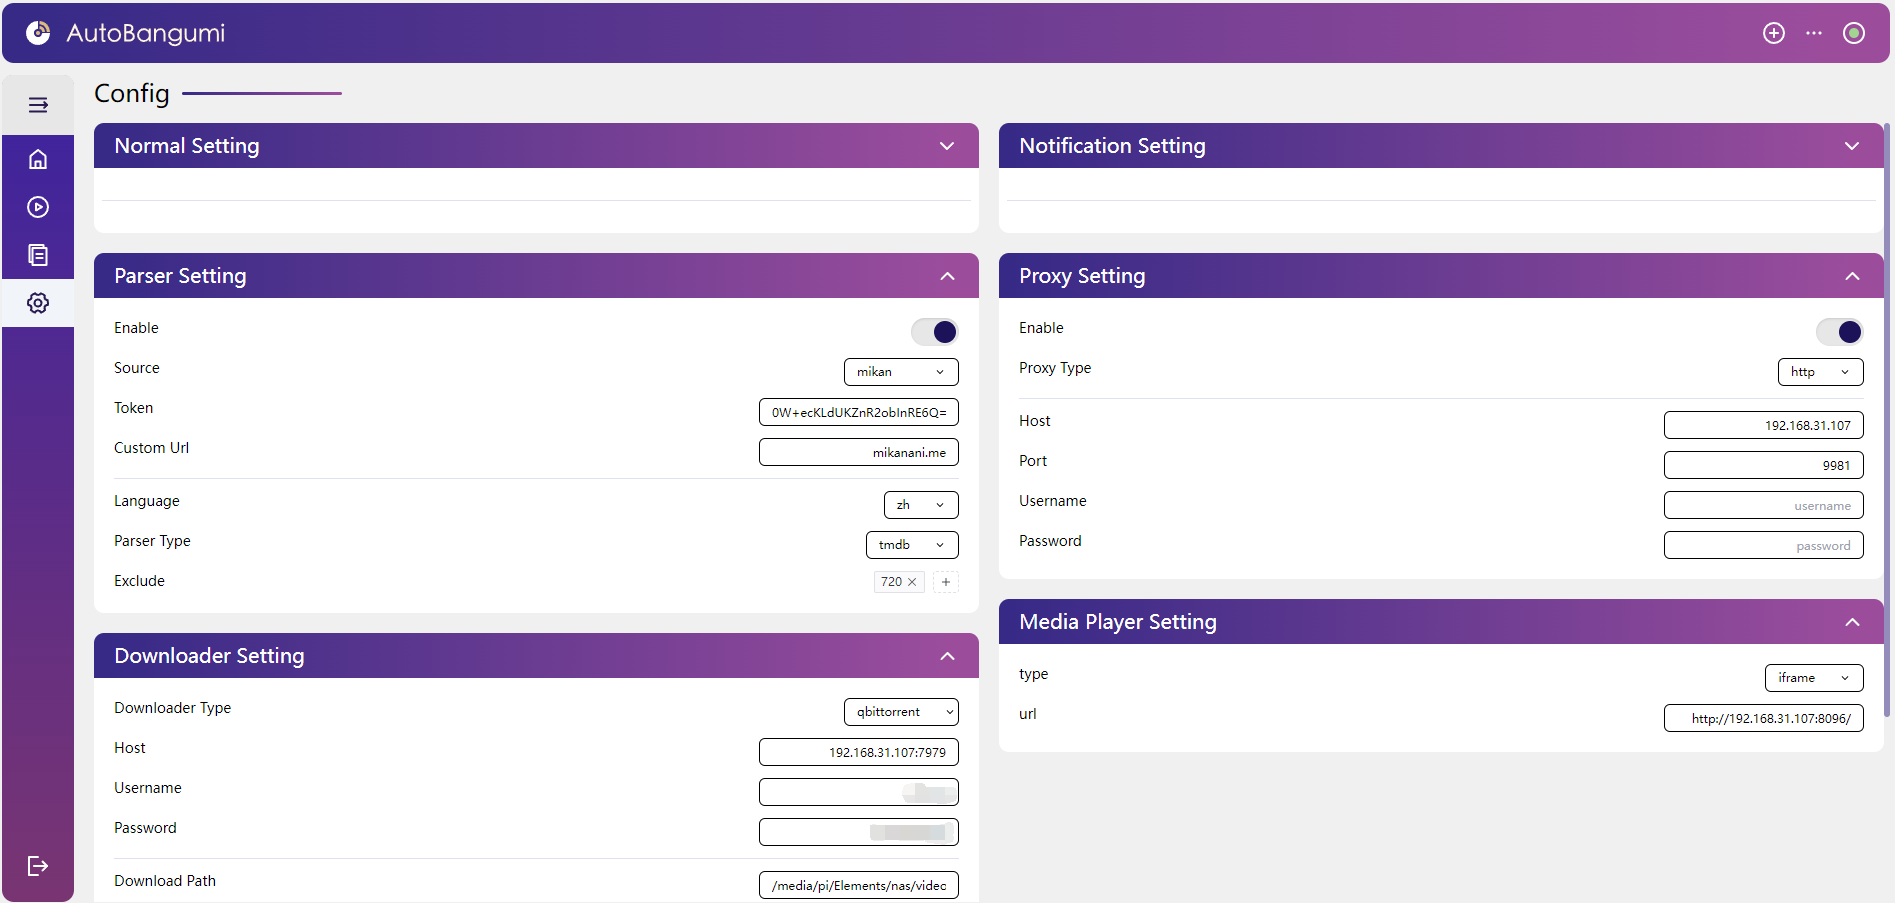 AutoBangumi
Config
Normal Setting
Parser Setting
Enable
Source
mikan
Token
0W+ecKLdUKZnR2obInRE6Q=
Custom Url
mikanani.me
Language
zh
Parser Type
tmdb
Exclude
720
Downloader Setting
Downloader Type
qbittorrent
Host
192.168.31.107:7979
Username
Password
Download Path
/media/pi/Elements/nas/videc
Notification Setting
Proxy Setting
Enable
Proxy Type
http
Host
192.168.31.107
Port
9981
Username
username
Password
password
Media Player Setting
type
iframe
url
http://192.168.31.107:8096/